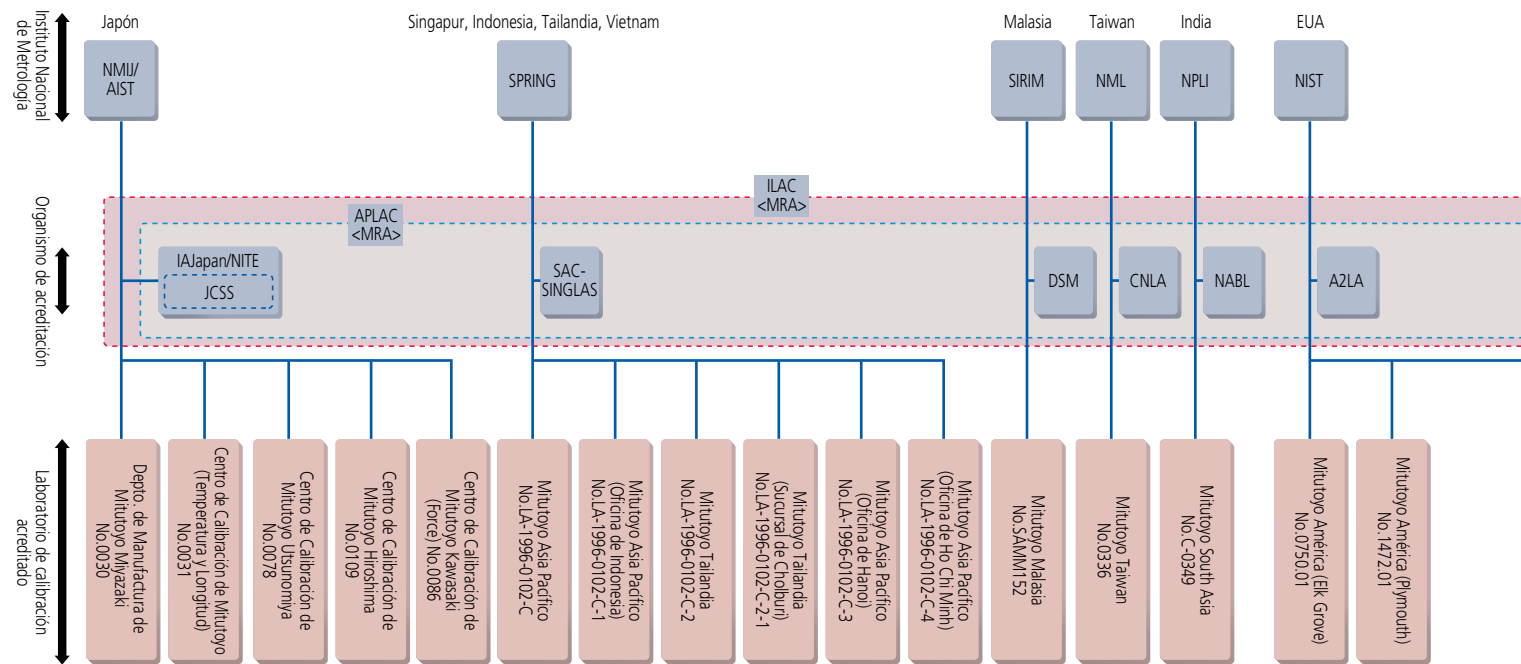 Instituto Nacional
de Metrología
Japón
Singapur, Indonesia, Tailandia, Vietnam
Malasia
Taiwan
India
EUA
NMIJ/
AIST
SPRING
SIRIM
NML
NPLI
NIST
Organismo de acreditación
ILAC
<MRA>
APLAC
<MRA>
IAJapan/NITE
JCSS
SAC-
SINGLAS
DSM
CNLA
NABL
A2LA
Laboratorio de calibración
acreditado
Depto. de Manufactura de
Mitutoyo Miyazaki
No.0030
Centro de Calibración de Mitutoyo
(Temperatura y Longitud)
No.0031
Centro de Calibración de
Mitutoyo Utsunomiya
No.0078
Centro de Calibración de
Mitutoyo Hiroshima
No.0109
Centro de Calibración de
Mitutoyo Kawasaki
(Force) No.0086
Mitutoyo Asia Pacífico
No.LA-1996-0102-C
Mitutoyo Asia Pacífico
(Oficina de Indonesia)
No.LA-1996-0102-C-1
Mitutoyo Tailandia
No.LA-1996-0102-C-2
Mitutoyo Tailandia
(Sucursal de Cholburi)
No.LA-1996-0102-C-2-1
Mitutoyo Asia Pacífico
(Oficina de Hanoi)
No.LA-1996-0102-C-3
Mitutoyo Asia Pacífico
(Oficina de Ho Chi Minh)
No.LA-1996-0102-C-4
Mitutoyo Malasia
No.SAMM152
Mitutoyo Taiwan
No.0336
Mitutoyo South Asia
No.C-0349
Mitutoyo América (Elk Grove)
No.0750.01
Mitutoyo América (Plymouth)
No.1472.01